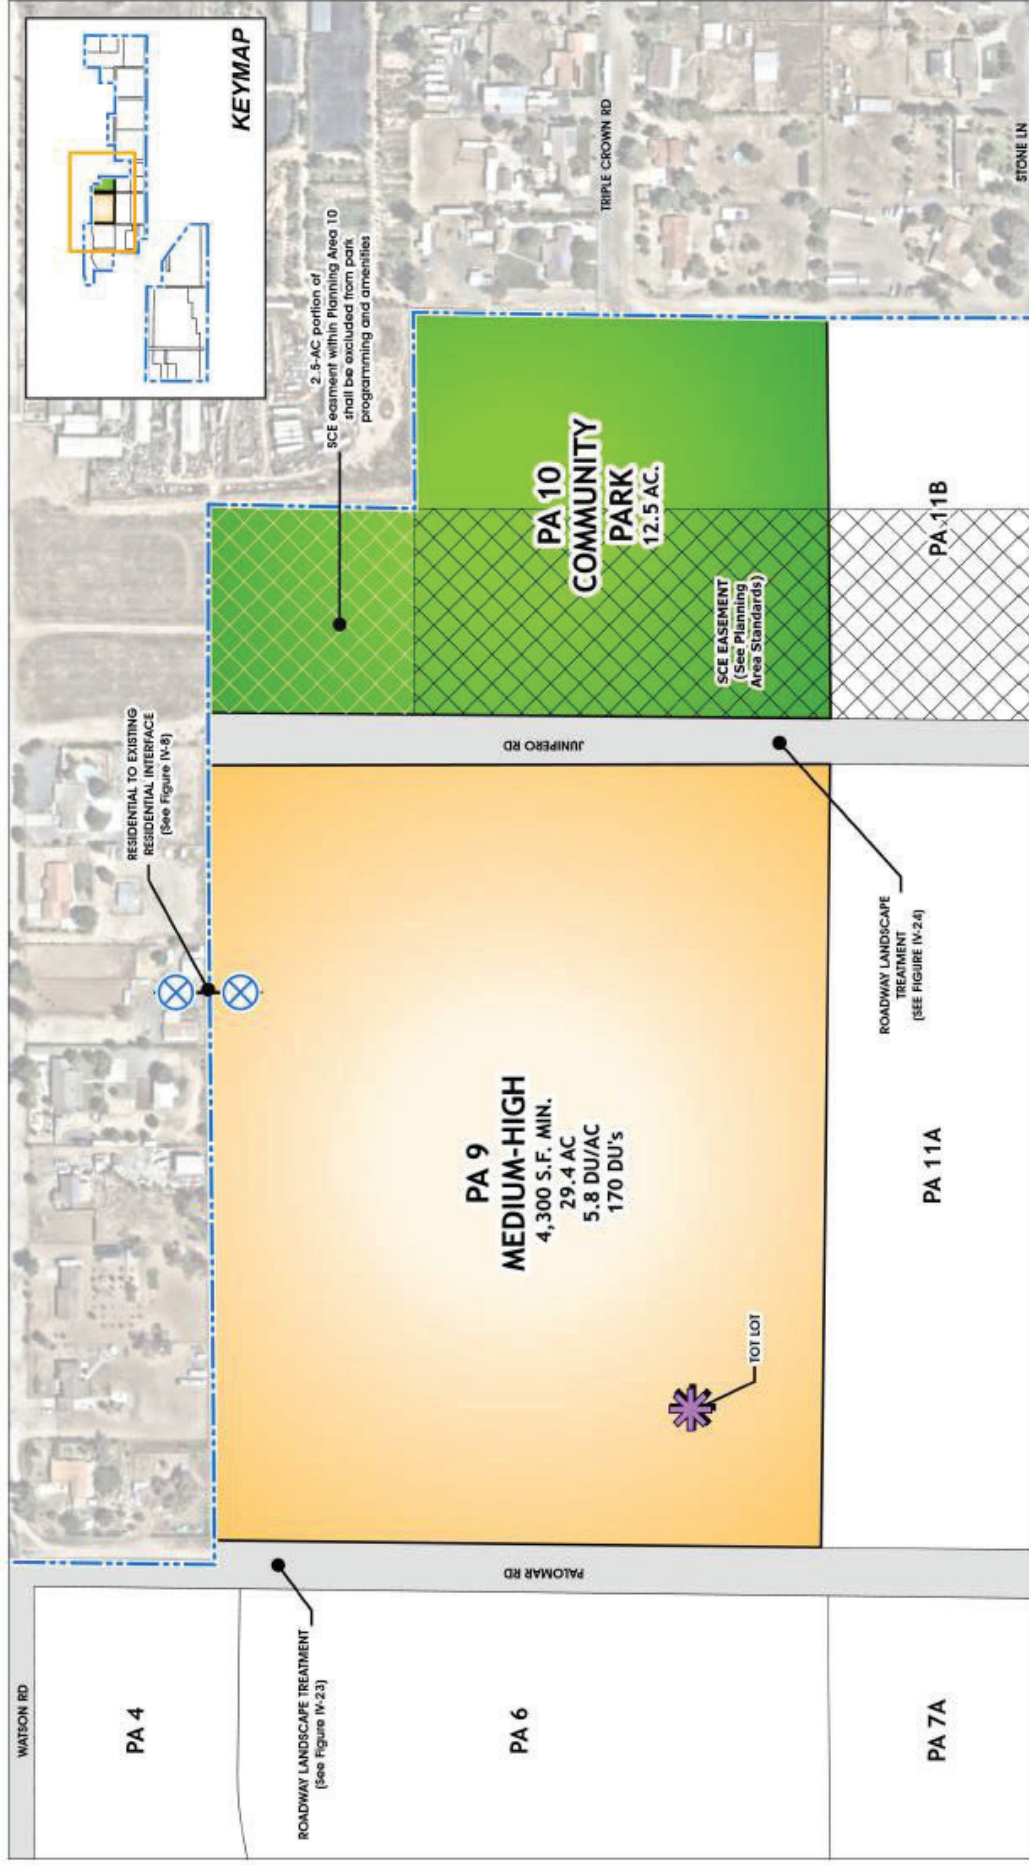 KEYMAP
WATSON RD
PA 4
ROADWAY LANDSCAPE TREATMENT
(See Figure IV-23)
PA 6
PA 7A
PALOMAR RD
RESIDENTIAL TO EXISTING
RESIDENTIAL INTERFACE
(See Figure IV-8)
PA 9
MEDIUM-HIGH
4,300 S.F. MIN.
29.4 AC
5.8 DU/AC
170 DU's
TOT LOT
PA 11A
ROADWAY LANDSCAPE
TREATMENT
(SEE FIGURE IV-24)
JUNIPERO RD
2.5-AC portion of
SCE easment within Planning Area 10
shall be excluded from park
programming and amenities
PA 10
COMMUNITY
PARK
12.5 AC.
SCE EASEMENT
(See Planning
Area Standards)
PA 11B
TRIPLE CROWN RD
STONE LN